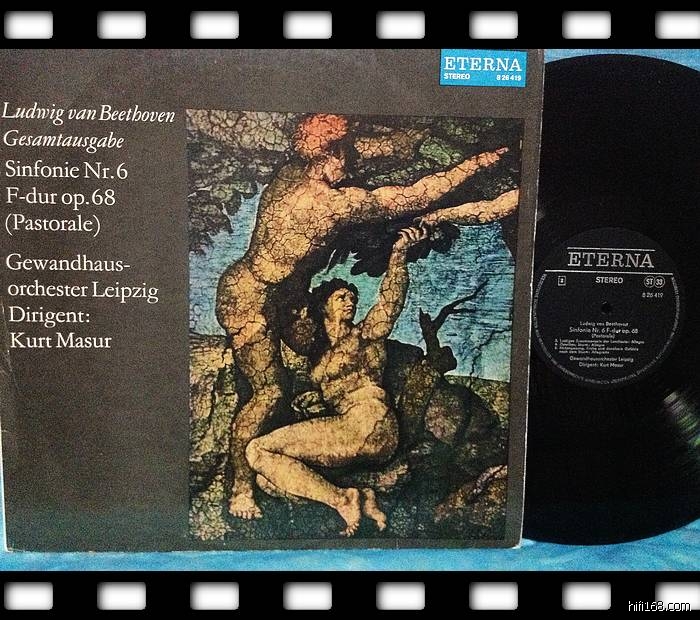 ETERNA
STEREO 8 26 419
Ludwig van Beethoven
Gesamtausgabe
Sinfonie Nr. 6
F-dur op. 68
(Pastorale)
Gewandhaus-
orchester Leipzig
Dirigent:
Kurt Masur
ETERNA
2 STEREO ST 33
8 26 419
Ludwig van Beethoven
Sinfonie Nr. 6 F-dur op. 68
(Pastorale)
Gewandhausorchester Leipzig
Dirigent: Kurt Masur
hifi168.com